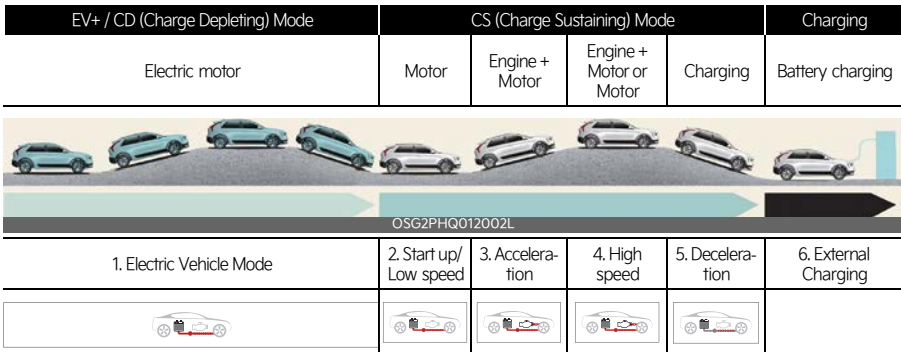 EV+ / CD (Charge Depleting) Mode
CS (Charge Sustaining) Mode
Charging
Electric motor
Motor
Engine +
Motor
Engine +
Motor or
Motor
Charging
Battery charging
OSG2PHQ012002L
1. Electric Vehicle Mode
2. Start up/
Low speed
3. Accelera-
tion
4. High
speed
5. Decelera-
tion
6. External
Charging